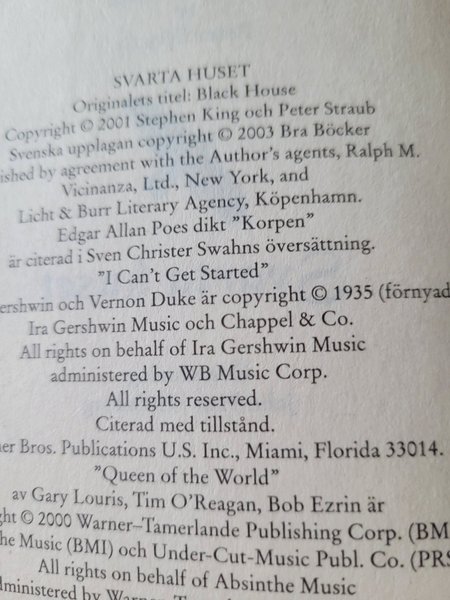 SVARTA HUSET
Originalets titel: Black House
Copyright © 2001 Stephen King och Peter Straub
Svenska upplagan copyright © 2003 Bra Böcker
ished by agreement with the Author's agents, Ralph M.
Vicinanza, Ltd., New York, and
Licht & Burr Literary Agency, Köpenhamn.
Edgar Allan Poes dikt ”Korpen”
är citerad i Sven Christer Swahns översättning.
”I Can't Get Started”
ershwin och Vernon Duke är copyright © 1935 (förnyad
Ira Gershwin Music och Chappel & Co.
All rights on behalf of Ira Gershwin Music
administered by WB Music Corp.
All rights reserved.
Citerad med tillstånd.
ner Bros. Publications U.S. Inc., Miami, Florida 33014.
”Queen of the World”
av Gary Louris, Tim O'Reagan, Bob Ezrin är
ght © 2000 Warner–Tamerlande Publishing Corp. (BM
he Music (BMI) och Under-Cut-Music Publ. Co. (PRS
All rights on behalf of Absinthe Music
dministered by Warner-T